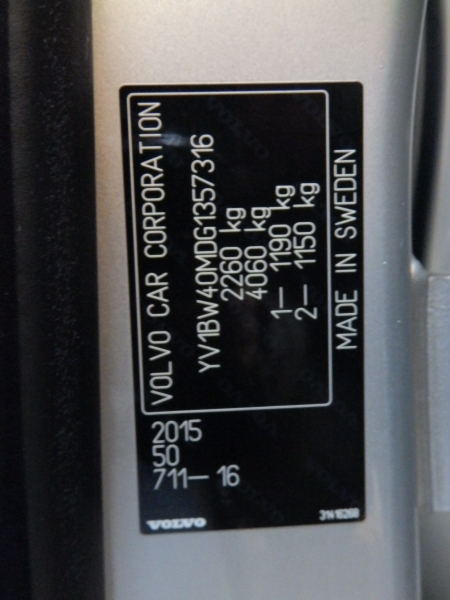 VOLVO CAR CORPORATION
YV1BW40MDG1357316
2260 kg
4060 kg
1— 1190 kg
2— 1150 kg
MADE IN SWEDEN
2015
50
711—16
VOLVO
31416268